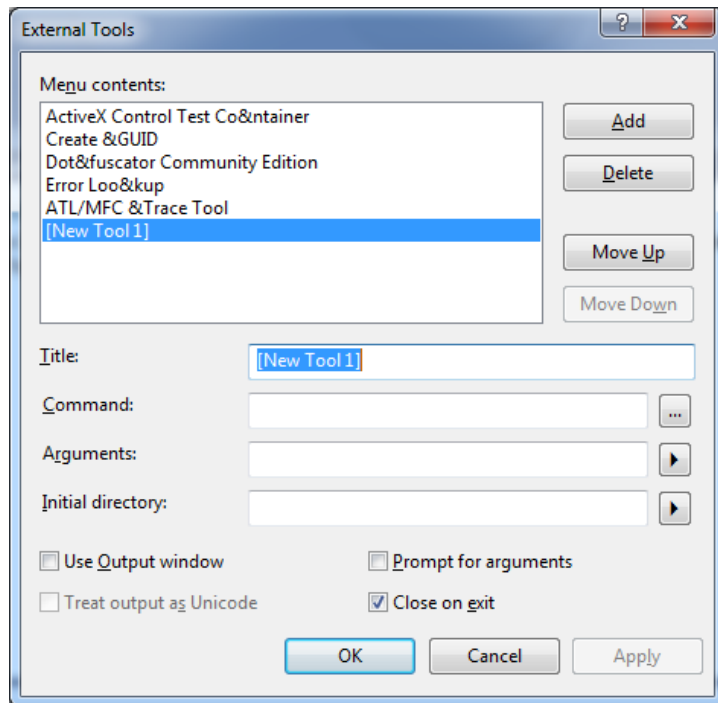 External Tools
?
X
Menu contents:
ActiveX Control Test Co&ntainer
Create &GUID
Dot&fuscator Community Edition
Error Loo&kup
ATL/MFC &Trace Tool
[New Tool 1]
Add
Delete
Move Up
Move Down
Title:
[New Tool 1]
Command:
...
Arguments:
Initial directory:
Use Output window
Prompt for arguments
Treat output as Unicode
Close on exit
OK
Cancel
Apply